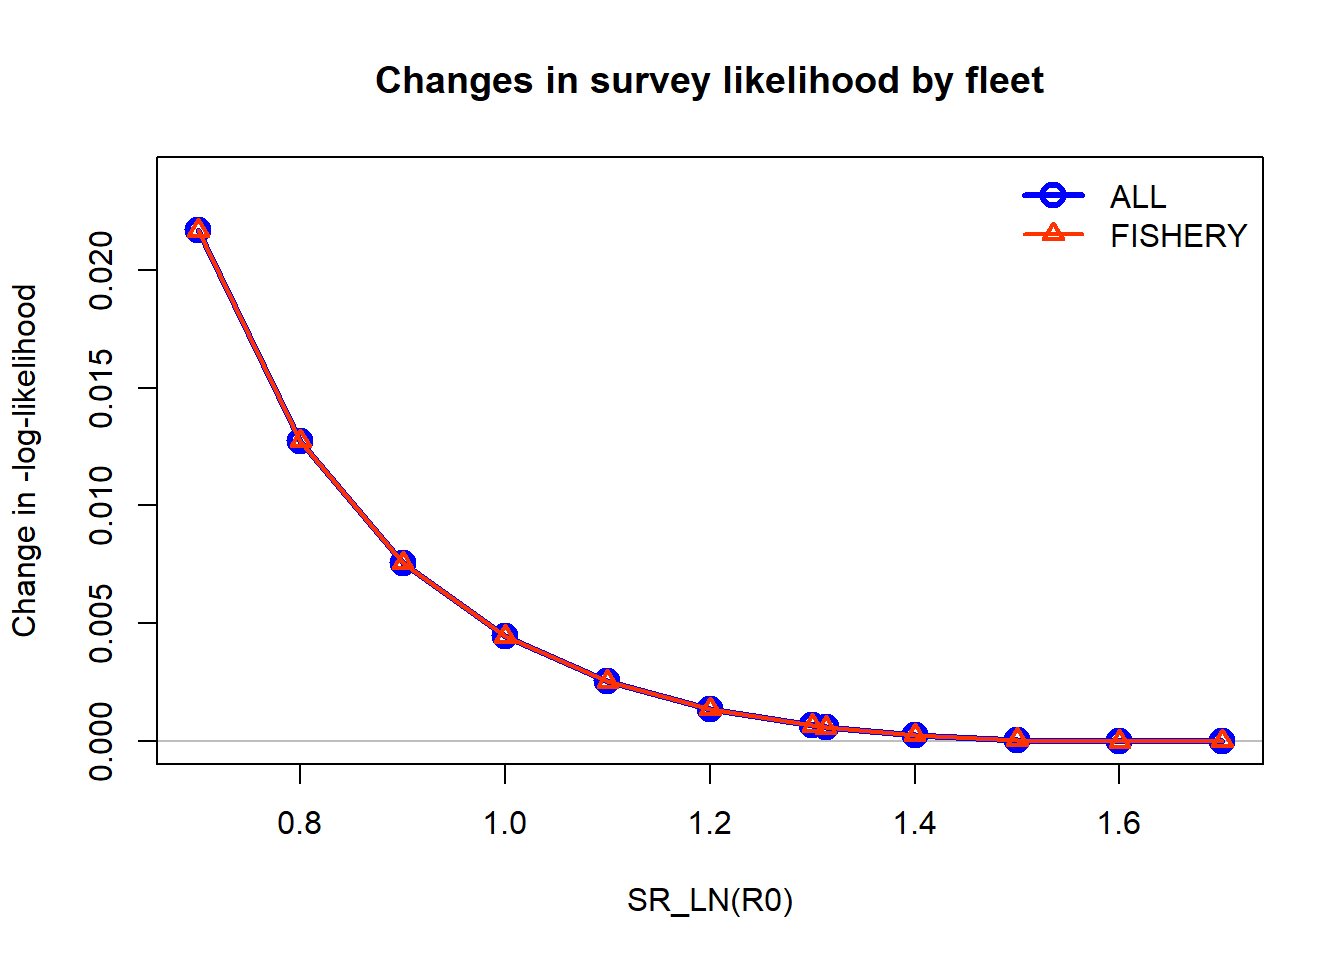 Changes in survey likelihood by fleet
ALL
FISHERY
Change in -log-likelihood
0.020
0.015
0.010
0.005
0.000
0.8 1.0 1.2 1.4 1.6
SR_LN(R0)